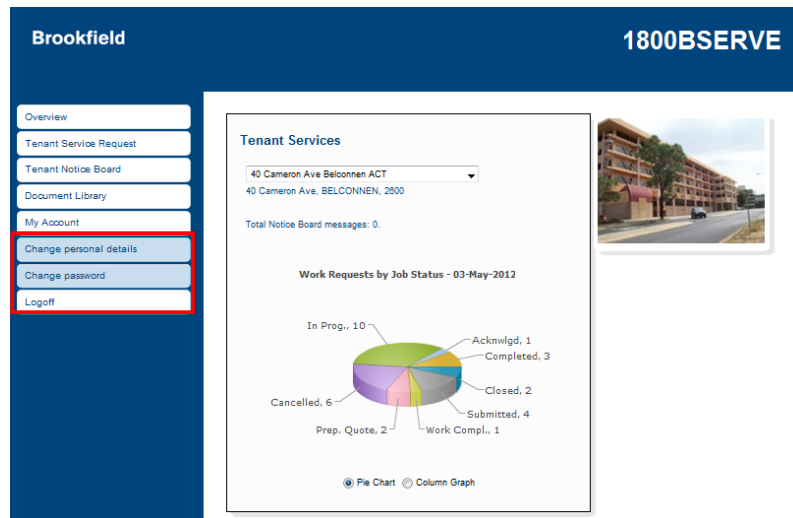 Brookfield
1800BSERVE
Overview
Tenant Service Request
Tenant Notice Board
Document Library
My Account
Change personal details
Change password
Logoff
Tenant Services
40 Cameron Ave Belconnen ACT
40 Cameron Ave, BELCONNEN, 2600
Total Notice Board messages: 0.
Work Requests by Job Status - 03-May-2012
In Prog., 10
Acknwlgd, 1
Completed, 3
Closed, 2
Cancelled, 6
Submitted, 4
Prep. Quote, 2
Work Compl., 1
Pie Chart
Column Graph